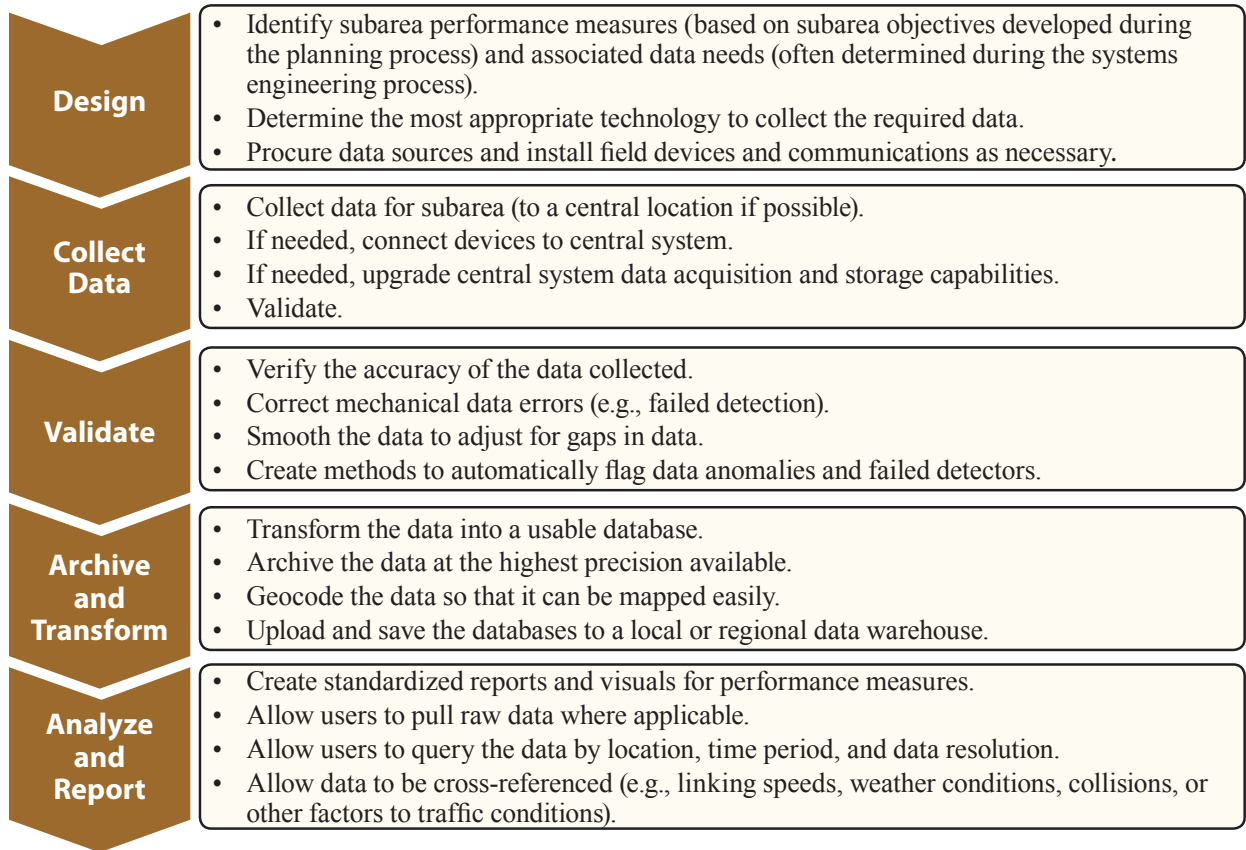 Design
• Identify subarea performance measures (based on subarea objectives developed during
the planning process) and associated data needs (often determined during the systems
engineering process).
• Determine the most appropriate technology to collect the required data.
• Procure data sources and install field devices and communications as necessary.
Collect
Data
• Collect data for subarea (to a central location if possible).
• If needed, connect devices to central system.
• If needed, upgrade central system data acquisition and storage capabilities.
• Validate.
Validate
• Verify the accuracy of the data collected.
• Correct mechanical data errors (e.g., failed detection).
• Smooth the data to adjust for gaps in data.
• Create methods to automatically flag data anomalies and failed detectors.
Archive
and
Transform
• Transform the data into a usable database.
• Archive the data at the highest precision available.
• Geocode the data so that it can be mapped easily.
• Upload and save the databases to a local or regional data warehouse.
Analyze
and
Report
• Create standardized reports and visuals for performance measures.
• Allow users to pull raw data where applicable.
• Allow users to query the data by location, time period, and data resolution.
• Allow data to be cross-referenced (e.g., linking speeds, weather conditions, collisions, or
other factors to traffic conditions).